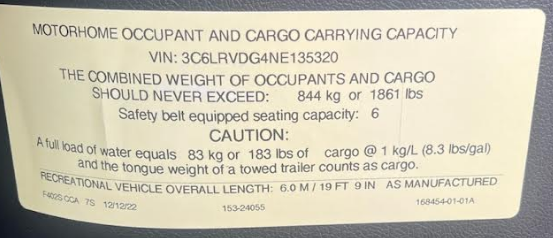 MOTORHOME OCCUPANT AND CARGO CARRYING CAPACITY
VIN: 3C6LRVDG4NE135320
THE COMBINED WEIGHT OF OCCUPANTS AND CARGO
SHOULD NEVER EXCEED: 844 kg or 1861 lbs
Safety belt equipped seating capacity: 6
CAUTION:
A full load of water equals 83 kg or 183 lbs of cargo @ 1 kg/L (8.3 lbs/gal)
and the tongue weight of a towed trailer counts as cargo.
RECREATIONAL VEHICLE OVERALL LENGTH: 6.0 M / 19 FT 9 IN AS MANUFACTURED
F402S CCA 7S 12/12/22 153-24055 168454-01-01A